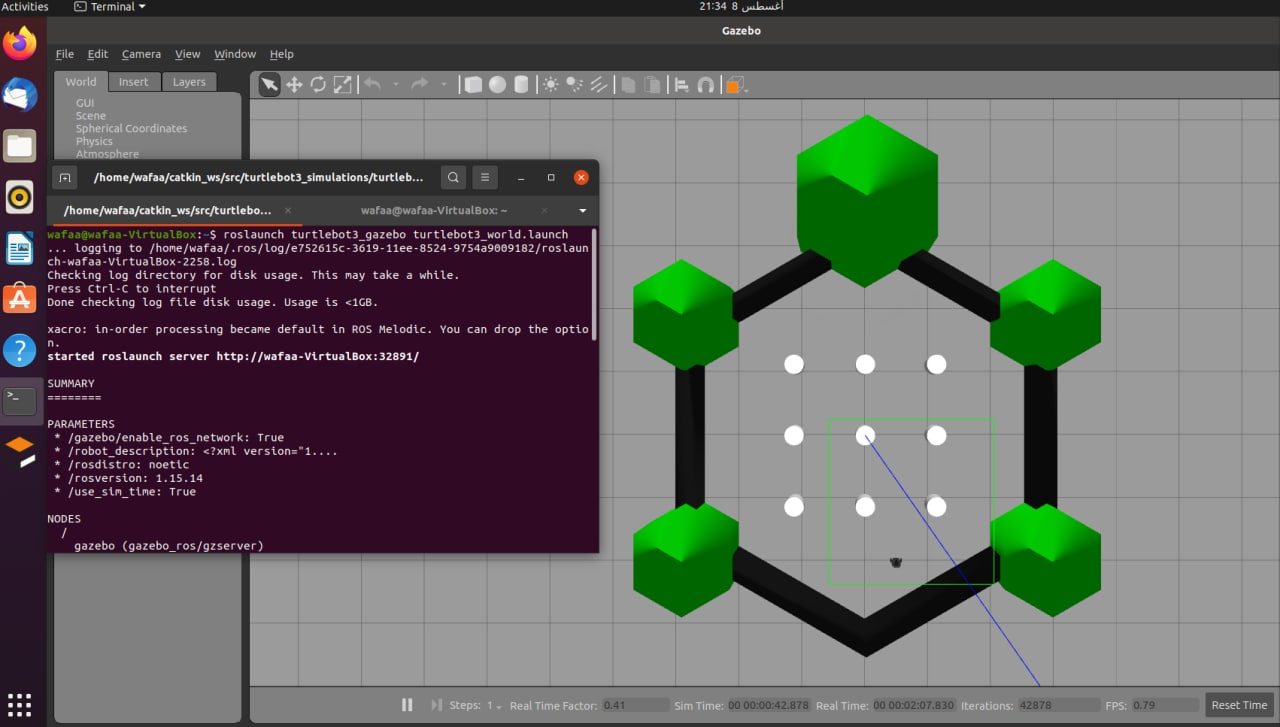 Activities
Terminal
21:34 أغسطس 8
Gazebo
File Edit Camera View Window Help
World Insert Layers
GUI
Scene
Spherical Coordinates
Physics
Atmosphere
/home/wafaa/catkin_ws/src/turtlebot3_simulations/turtleb...
/home/wafaa/catkin_ws/src/turtlebo... wafaa@wafaa-VirtualBox: ~
wafaa@wafaa-VirtualBox:~$ roslaunch turtlebot3_gazebo turtlebot3_world.launch
... logging to /home/wafaa/.ros/log/e752615c-3619-11ee-8524-9754a9009182/roslaun
ch-wafaa-VirtualBox-2258.log
Checking log directory for disk usage. This may take a while.
Press Ctrl-C to interrupt
Done checking log file disk usage. Usage is <1GB.
xacro: in-order processing became default in ROS Melodic. You can drop the optio
n.
started roslaunch server http://wafaa-VirtualBox:32891/
SUMMARY
========
PARAMETERS
* /gazebo/enable_ros_network: True
* /robot_description: <?xml version="1....
* /rosdistro: noetic
* /rosversion: 1.15.14
* /use_sim_time: True
NODES
/
gazebo (gazebo_ros/gzserver)
Steps: 1 Real Time Factor: 0.41 Sim Time: 00 00:00:42.878 Real Time: 00 00:02:07.830 Iterations: 42878 FPS: 0.79 Reset Time